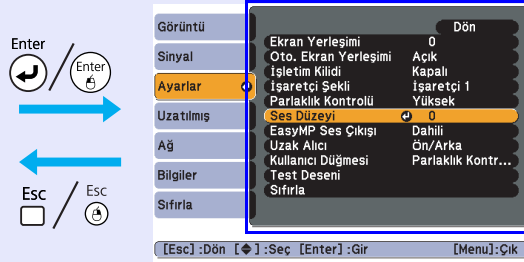 Enter
Enter
Esc
Esc
Görüntü
Sinyal
Ayarlar
Uzatılmış
Ağ
Bilgiler
Sıfırla
Dön
Ekran Yerleşimi 0
Oto. Ekran Yerleşimi Açık
İşletim Kilidi Kapalı
İşaretçi Şekli İşaretçi 1
Parlaklık Kontrolü Yüksek
Ses Düzeyi 0
EasyMP Ses Çıkışı Dahili
Uzak Alıcı Ön/Arka
Kullanıcı Düğmesi Parlaklık Kontr...
Test Deseni
Sıfırla
[Esc] :Dön [◆] :Seç [Enter] :Gir [Menu] :Çık